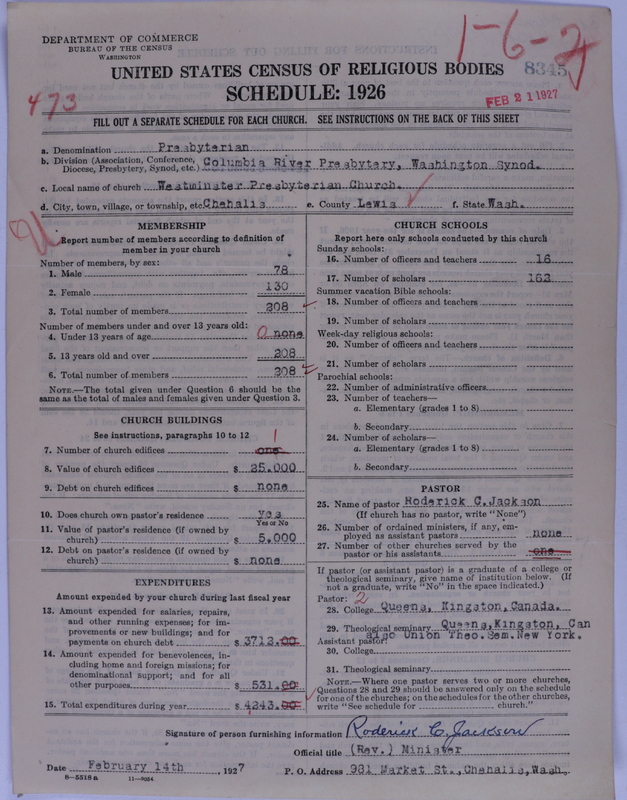 DEPARTMENT OF COMMERCE
BUREAU OF THE CENSUS
WASHINGTON
1-6-2
8345
UNITED STATES CENSUS OF RELIGIOUS BODIES
SCHEDULE: 1926
473
FEB 21 1927
FILL OUT A SEPARATE SCHEDULE FOR EACH CHURCH. SEE INSTRUCTIONS ON THE BACK OF THIS SHEET
a. Denomination Presbyterian
b. Division (Association, Conference, Diocese, Presbytery, Synod, etc.) Columbia River Presbytery, Washington Synod.
c. Local name of church Westminster Presbyterian Church.
d. City, town, village, or township, etc. Chehalis e. County Lewis f. State Wash.
MEMBERSHIP
Report number of members according to definition of
member in your church
Number of members, by sex:
1. Male 78
2. Female 130
3. Total number of members 208
Number of members under and over 13 years old:
4. Under 13 years of age 0 none
5. 13 years old and over 208
6. Total number of members 208
NOTE.—The total given under Question 6 should be the
same as the total of males and females given under Question 3.
CHURCH BUILDINGS
See instructions, paragraphs 10 to 12
7. Number of church edifices one 1
8. Value of church edifices $ 25.000
9. Debt on church edifices $ none
10. Does church own pastor's residence? yes
Yes or No
11. Value of pastor's residence (if owned by
church) $ 5.000
12. Debt on pastor's residence (if owned by
church) $ none
EXPENDITURES
Amount expended by your church during last fiscal year
13. Amount expended for salaries, repairs,
and other running expenses; for im-
provements or new buildings; and for
payments on church debt $ 3712.00
14. Amount expended for benevolences, in-
cluding home and foreign missions; for
denominational support; and for all
other purposes $ 531.00
15. Total expenditures during year $ 4243.00
CHURCH SCHOOLS
Report here only schools conducted by this church
Sunday schools:
16. Number of officers and teachers 16
17. Number of scholars 162
Summer vacation Bible schools:
18. Number of officers and teachers
19. Number of scholars
Week-day religious schools:
20. Number of officers and teachers
21. Number of scholars
Parochial schools:
22. Number of administrative officers
23. Number of teachers—
a. Elementary (grades 1 to 8)
b. Secondary
24. Number of scholars—
a. Elementary (grades 1 to 8)
b. Secondary
PASTOR
25. Name of pastor Roderick C. Jackson
(If church has no pastor, write "None")
26. Number of ordained ministers, if any, em-
ployed as assistant pastors none
27. Number of other churches served by the
pastor or his assistants one
If pastor (or assistant pastor) is a graduate of a college or
theological seminary, give name of institution below. (If
not a graduate, write "No" in the space indicated.)
Pastor: 2
28. College Queens, Kingston, Canada.
29. Theological seminary Queens, Kingston, Can
Assistant pastor: also Union Theo. Sem. New York.
30. College
31. Theological seminary
NOTE.—Where one pastor serves two or more churches,
Questions 28 and 29 should be answered only on the schedule
for one of the churches; on the schedules for the other churches,
write "See schedule for church."
Signature of person furnishing information Roderick C. Jackson
Official title (Rev.) Minister
Date February 14th, 1927 P. O. Address 981 Market St., Chehalis, Wash.
8-5518 a 11-9034